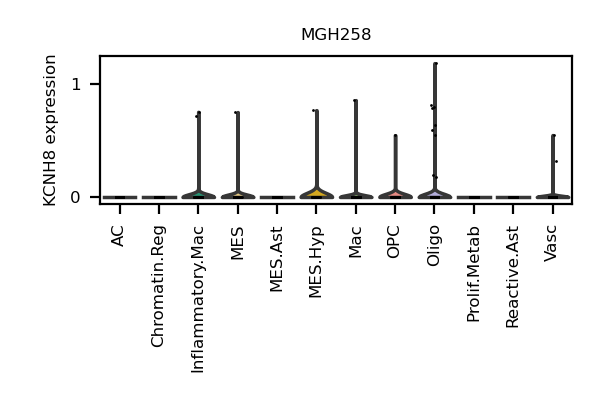 MGH258
KCNH8 expression
1
0
AC
Chromatin.Reg
Inflammatory.Mac
MES
MES.Ast
MES.Hyp
Mac
OPC
Oligo
Prolif.Metab
Reactive.Ast
Vasc